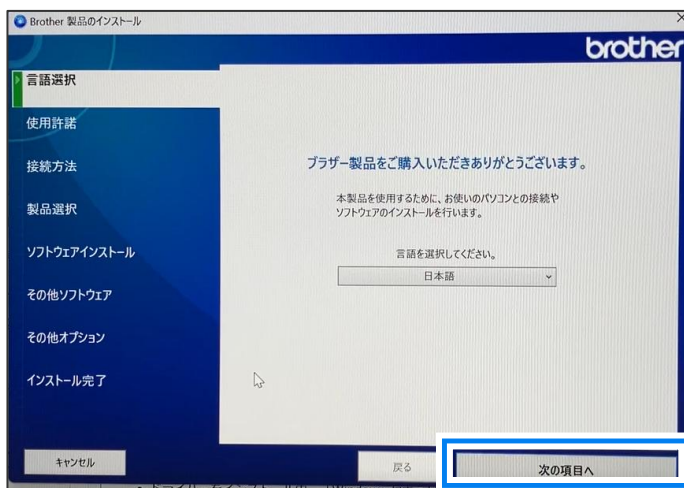 Brother 製品のインストール
brother
言語選択
使用許諾
接続方法
製品選択
ソフトウェアインストール
その他ソフトウェア
その他オプション
インストール完了
ブラザー製品をご購入いただきありがとうございます。
本製品を使用するために、お使いのパソコンとの接続や
ソフトウェアのインストールを行います。
言語を選択してください。
日本語
キャンセル
戻る
次の項目へ